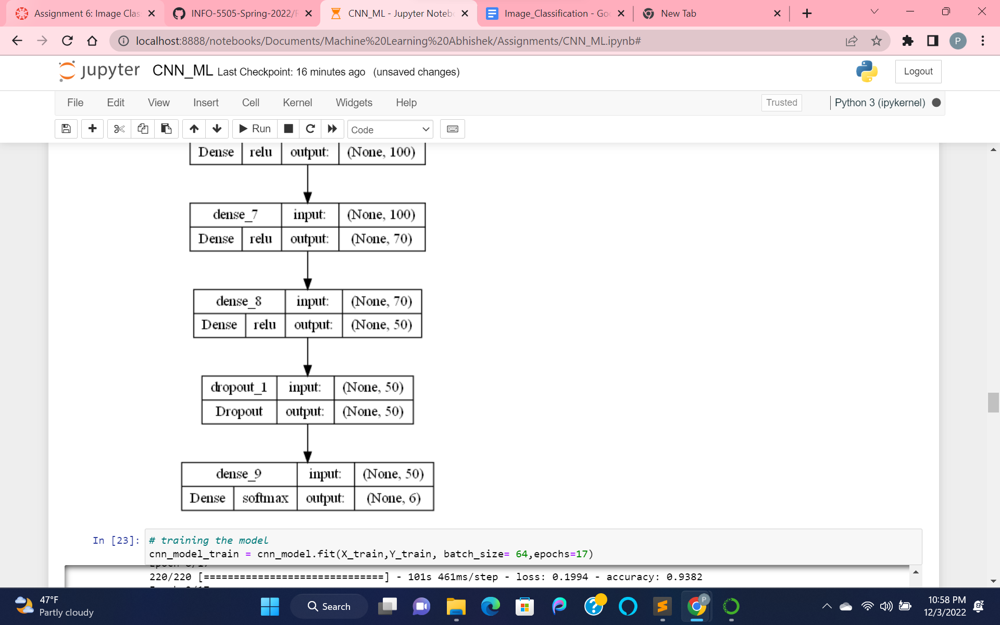 Assignment 6: Image Clas
INFO-5505-Spring-2022/
CNN_ML - Jupyter Noteb
Image_Classification - Go
New Tab
localhost:8888/notebooks/Documents/Machine%20Learning%20Abhishek/Assignments/CNN_ML.ipynb#
P
jupyter CNN_ML Last Checkpoint: 16 minutes ago (unsaved changes)
Logout
File Edit View Insert Cell Kernel Widgets Help
Trusted
Python 3 (ipykernel)
Run
Code
Dense relu output: (None, 100)
dense_7 input: (None, 100)
Dense relu output: (None, 70)
dense_8 input: (None, 70)
Dense relu output: (None, 50)
dropout_1 input: (None, 50)
Dropout output: (None, 50)
dense_9 input: (None, 50)
Dense softmax output: (None, 6)
In [23]: # training the model
cnn_model_train = cnn_model.fit(X_train,Y_train, batch_size= 64,epochs=17)
220/220 [==============================] - 101s 461ms/step - loss: 0.1994 - accuracy: 0.9382
47°F
Partly cloudy
Search
P
10:58 PM
12/3/2022